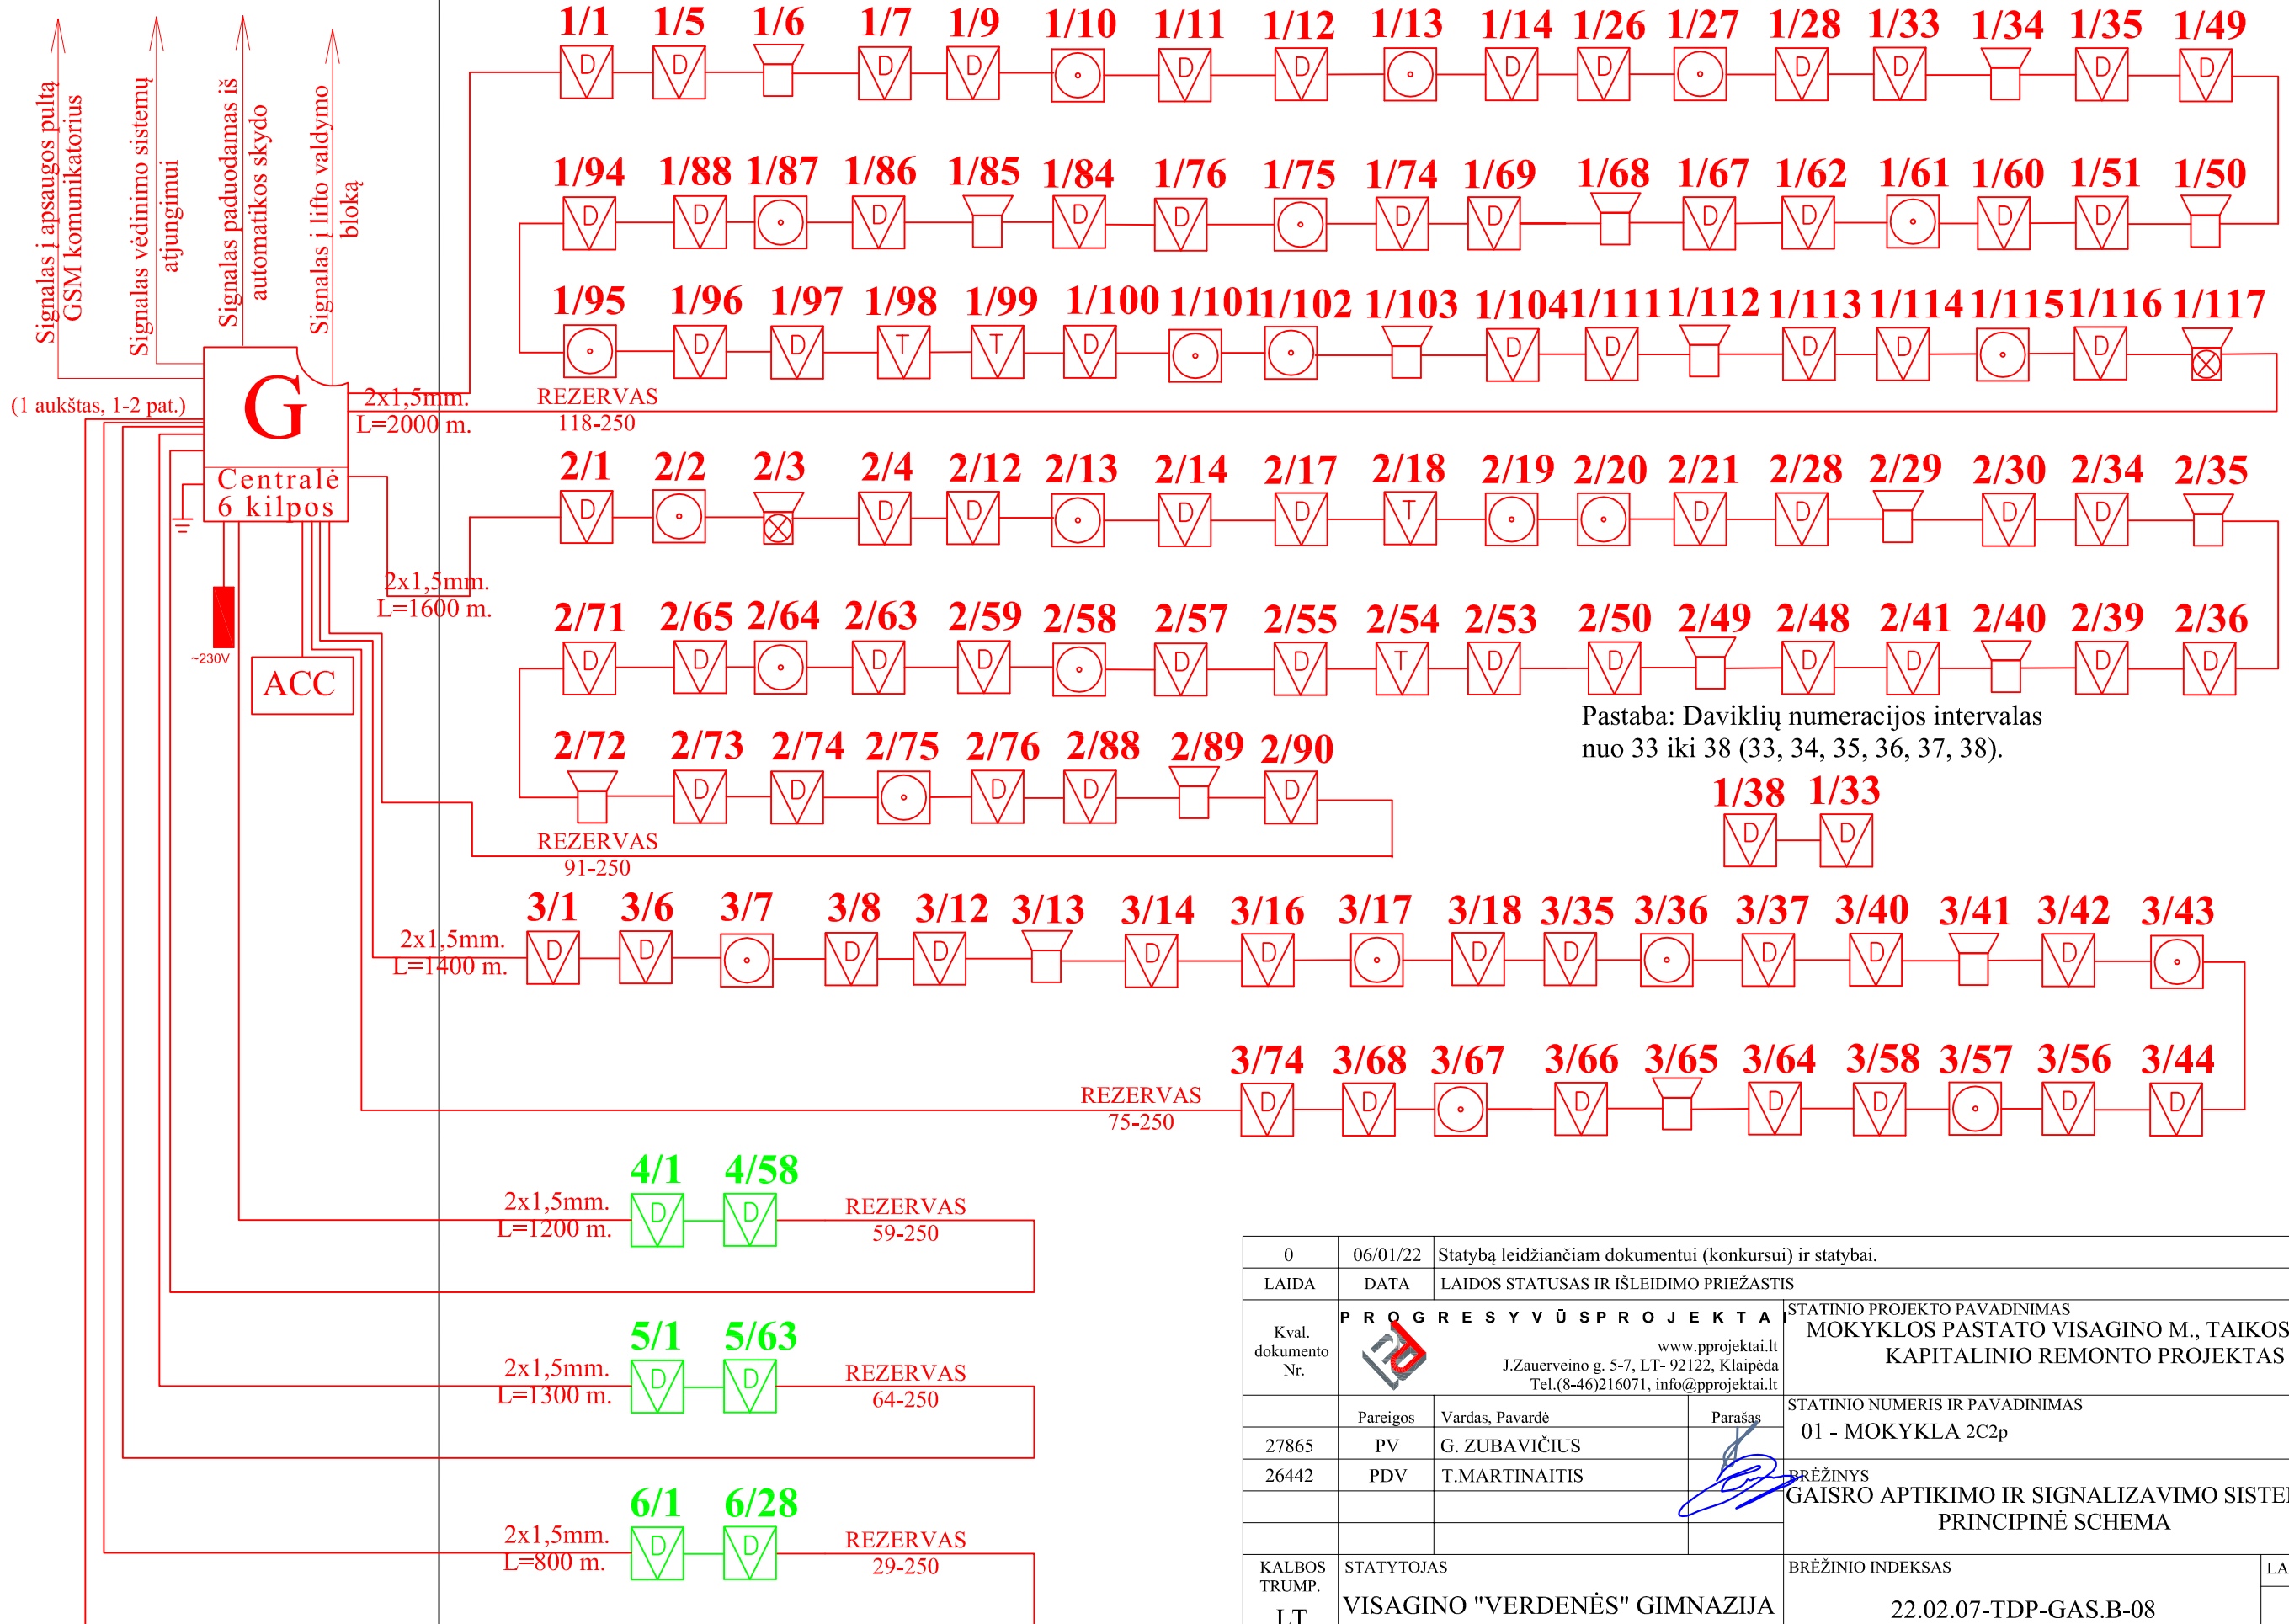 Signalas į apsaugos pultą
GSM komunikatorius
Signalas vėdinimo sistemų
atjungimui
Signalas paduodamas iš
automatikos skydo
Signalas į lifto valdymo
bloką
(1 aukštas, 1-2 pat.)
G
Centralė
6 kilpos
~230V
ACC
1/1 1/5 1/6 1/7 1/9 1/10 1/11 1/12 1/13 1/14 1/26 1/27 1/28 1/33 1/34 1/35 1/49
D D D D D D D D D D D D
1/94 1/88 1/87 1/86 1/85 1/84 1/76 1/75 1/74 1/69 1/68 1/67 1/62 1/61 1/60 1/51 1/50
D D D D D D D D D D D
1/95 1/96 1/97 1/98 1/99 1/100 1/101 1/102 1/103 1/104 1/111 1/112 1/113 1/114 1/115 1/116 1/117
D D T T D D D D D D
2x1,5mm.
L=2000 m.
REZERVAS
118-250
2/1 2/2 2/3 2/4 2/12 2/13 2/14 2/17 2/18 2/19 2/20 2/21 2/28 2/29 2/30 2/34 2/35
D D D D D T D D D D
2x1,5mm.
L=1600 m.
2/71 2/65 2/64 2/63 2/59 2/58 2/57 2/55 2/54 2/53 2/50 2/49 2/48 2/41 2/40 2/39 2/36
D D D D D D T D D D D D D
Pastaba: Daviklių numeracijos intervalas
nuo 33 iki 38 (33, 34, 35, 36, 37, 38).
2/72 2/73 2/74 2/75 2/76 2/88 2/89 2/90
D D D D D
1/38 1/33
D D
REZERVAS
91-250
3/1 3/6 3/7 3/8 3/12 3/13 3/14 3/16 3/17 3/18 3/35 3/36 3/37 3/40 3/41 3/42 3/43
D D D D D D D D D D D
2x1,5mm.
L=1400 m.
3/74 3/68 3/67 3/66 3/65 3/64 3/58 3/57 3/56 3/44
D D D D D D D
REZERVAS
75-250
4/1 4/58
D D
2x1,5mm.
L=1200 m.
REZERVAS
59-250
5/1 5/63
D D
2x1,5mm.
L=1300 m.
REZERVAS
64-250
6/1 6/28
D D
2x1,5mm.
L=800 m.
REZERVAS
29-250
0 06/01/22 Statybą leidžiančiam dokumentui (konkursui) ir statybai.
LAIDA DATA LAIDOS STATUSAS IR IŠLEIDIMO PRIEŽASTIS
Kval.
dokumento
Nr.
PROGRESYVŪS PROJEKTAI
www.pprojektai.lt
J.Zauerveino g. 5-7, LT- 92122, Klaipėda
Tel.(8-46)216071, info@pprojektai.lt
STATINIO PROJEKTO PAVADINIMAS
MOKYKLOS PASTATO VISAGINO M., TAIKOS
KAPITALINIO REMONTO PROJEKTAS
Pareigos Vardas, Pavardė Parašas
27865 PV G. ZUBAVIČIUS
26442 PDV T.MARTINAITIS
STATINIO NUMERIS IR PAVADINIMAS
01 - MOKYKLA 2C2p
BRĖŽINYS
GAISRO APTIKIMO IR SIGNALIZAVIMO SISTE
PRINCIPINĖ SCHEMA
KALBOS
TRUMP.
LT
STATYTOJAS
VISAGINO "VERDENĖS" GIMNAZIJA
BRĖŽINIO INDEKSAS
22.02.07-TDP-GAS.B-08
LA